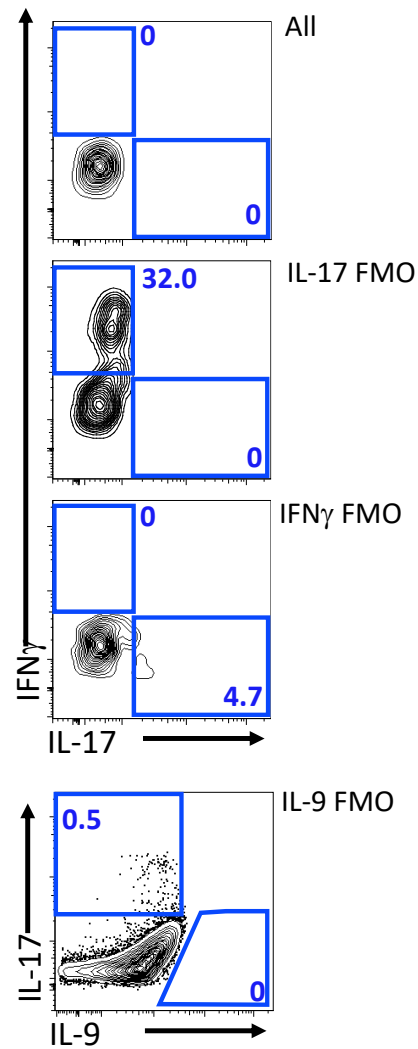 All
0
0
IL-17 FMO
32.0
0
IFNγ FMO
0
4.7
IFNγ
IL-17
IL-9 FMO
0.5
0
IL-17
IL-9